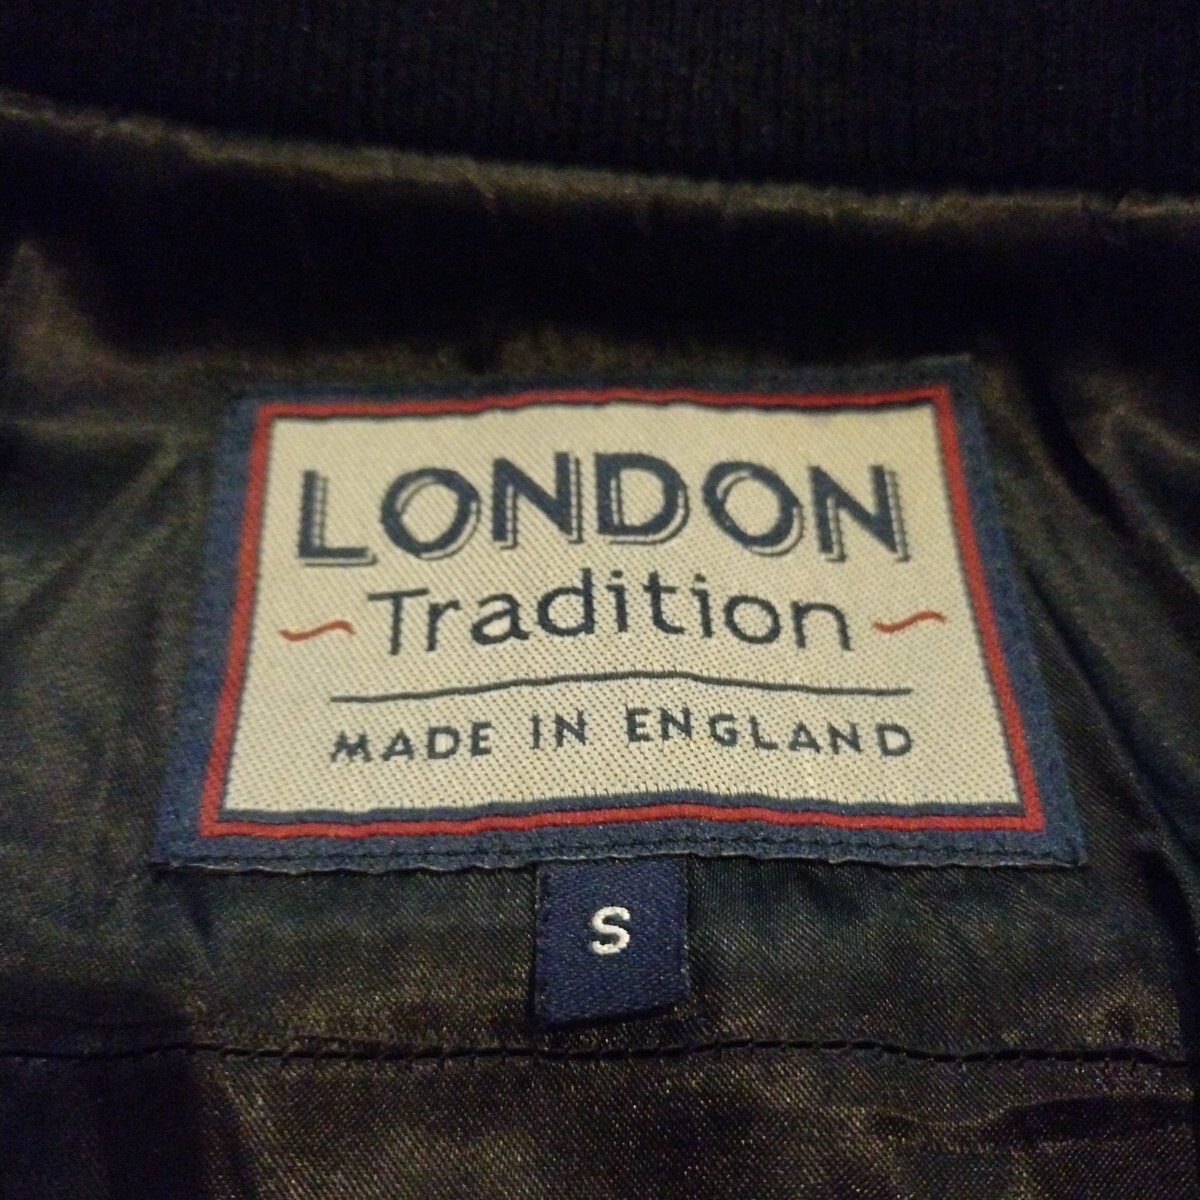 LONDON
~Tradition~
MADE IN ENGLAND
S